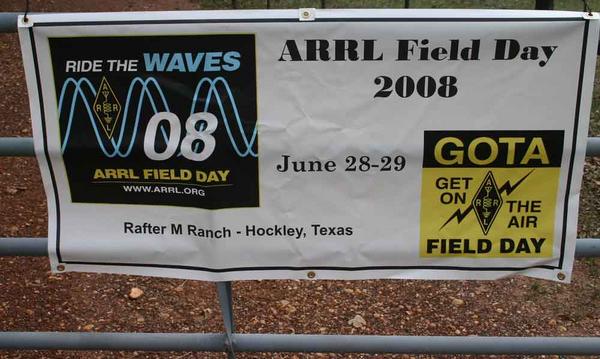 RIDE THE WAVES
A
R R
L
08
ARRL FIELD DAY
WWW.ARRL.ORG
ARRL Field Day
2008
June 28-29
Rafter M Ranch - Hockley, Texas
GOTA
GET
ON
A
R R
L
THE
AIR
FIELD DAY